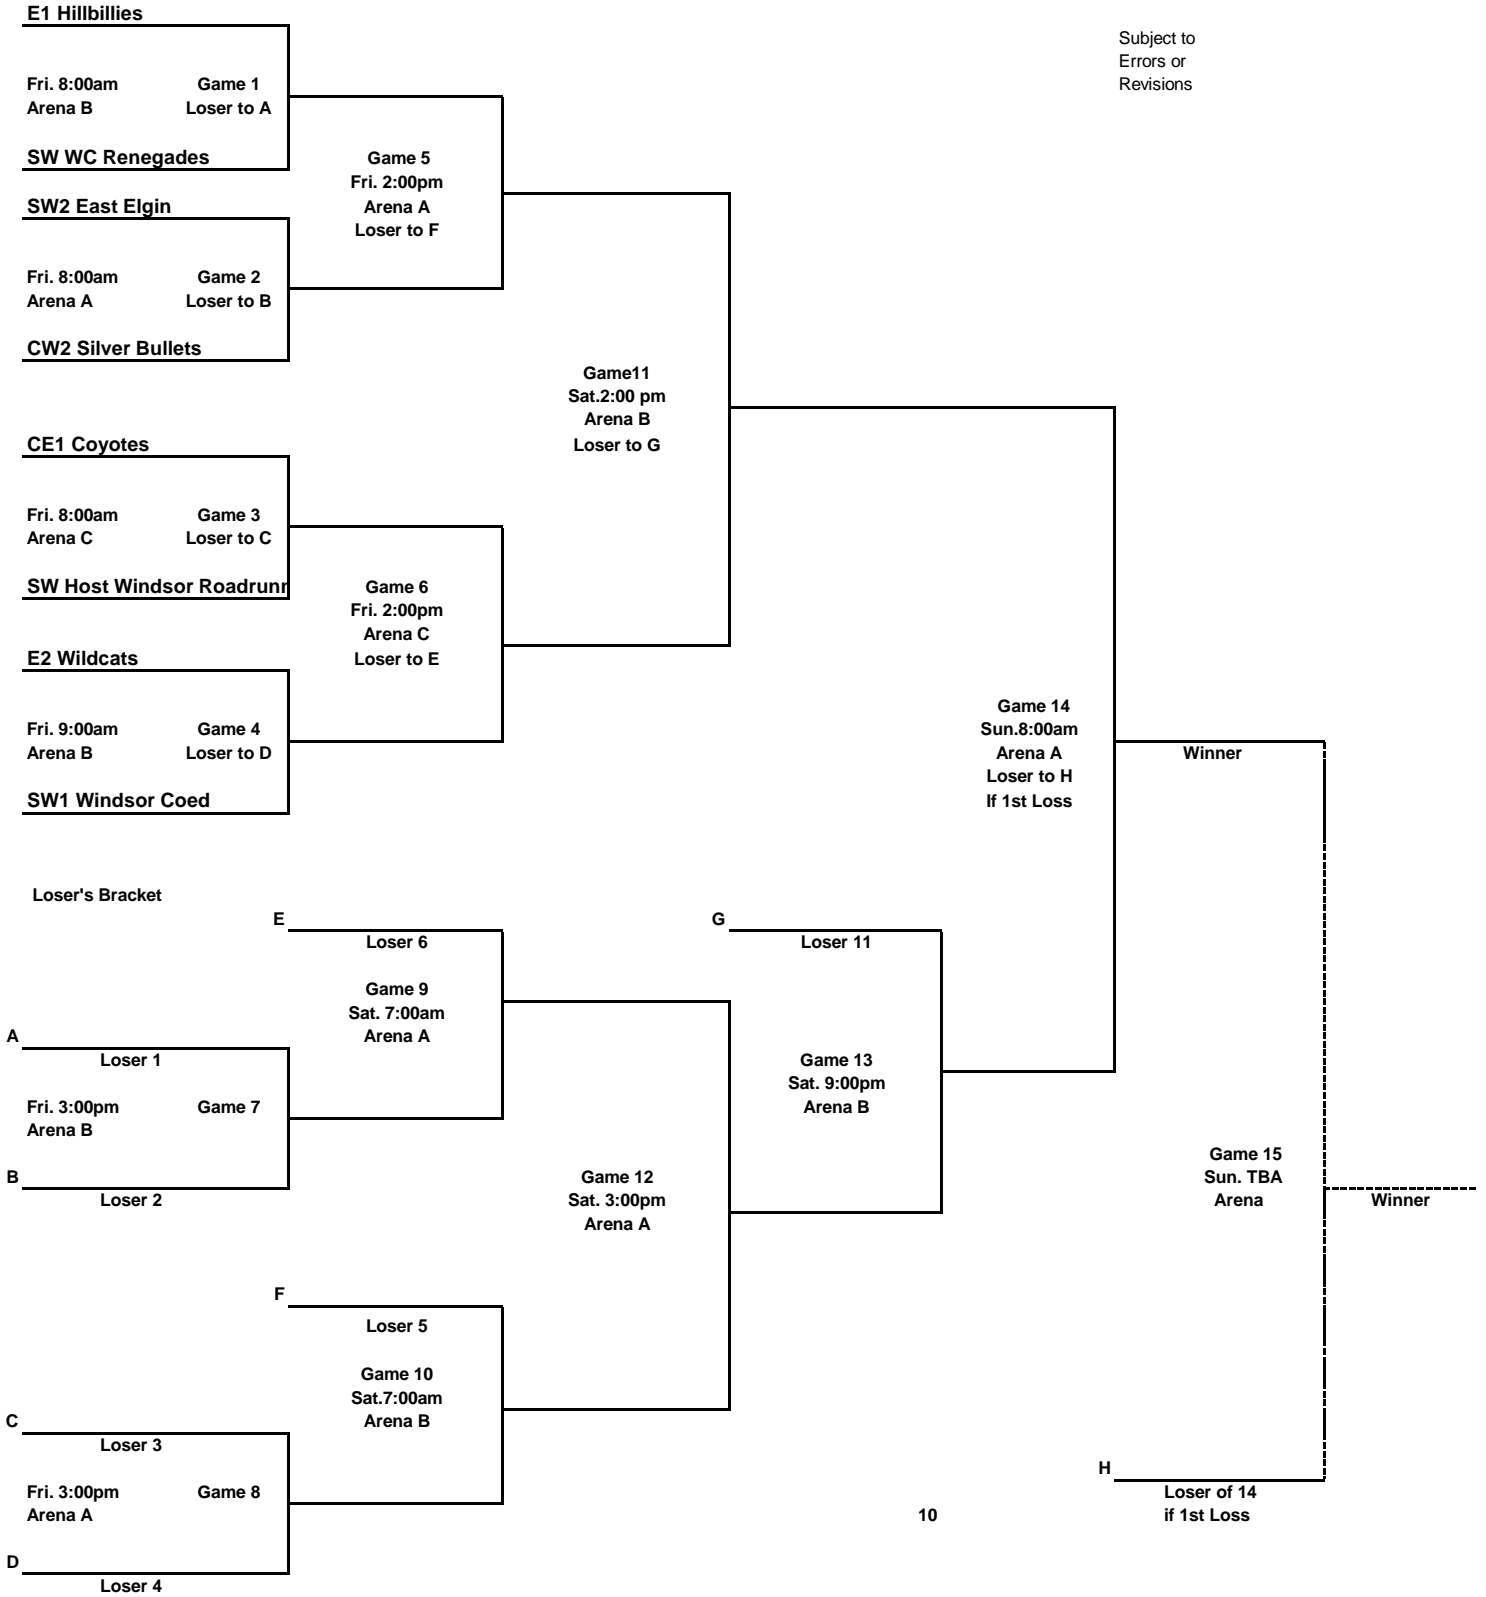 E1 Hillbillies
Subject to
Errors or
Revisions
Fri. 8:00am Game 1
Arena B Loser to A
SW WC Renegades
Game 5
Fri. 2:00pm
Arena A
Loser to F
SW2 East Elgin
Fri. 8:00am Game 2
Arena A Loser to B
CW2 Silver Bullets
Game11
Sat.2:00 pm
Arena B
Loser to G
CE1 Coyotes
Fri. 8:00am Game 3
Arena C Loser to C
SW Host Windsor Roadrunr
Game 6
Fri. 2:00pm
Arena C
Loser to E
E2 Wildcats
Fri. 9:00am Game 4
Arena B Loser to D
SW1 Windsor Coed
Game 14
Sun.8:00am
Arena A
Loser to H
If 1st Loss
Winner
Loser's Bracket
E
Loser 6
G
Loser 11
Game 9
Sat. 7:00am
Arena A
A
Loser 1
Fri. 3:00pm Game 7
Arena B
B
Loser 2
Game 13
Sat. 9:00pm
Arena B
Game 12
Sat. 3:00pm
Arena A
Game 15
Sun. TBA
Arena
Winner
F
Loser 5
Game 10
Sat.7:00am
Arena B
C
Loser 3
Fri. 3:00pm Game 8
Arena A
D
Loser 4
H
Loser of 14
if 1st Loss
10